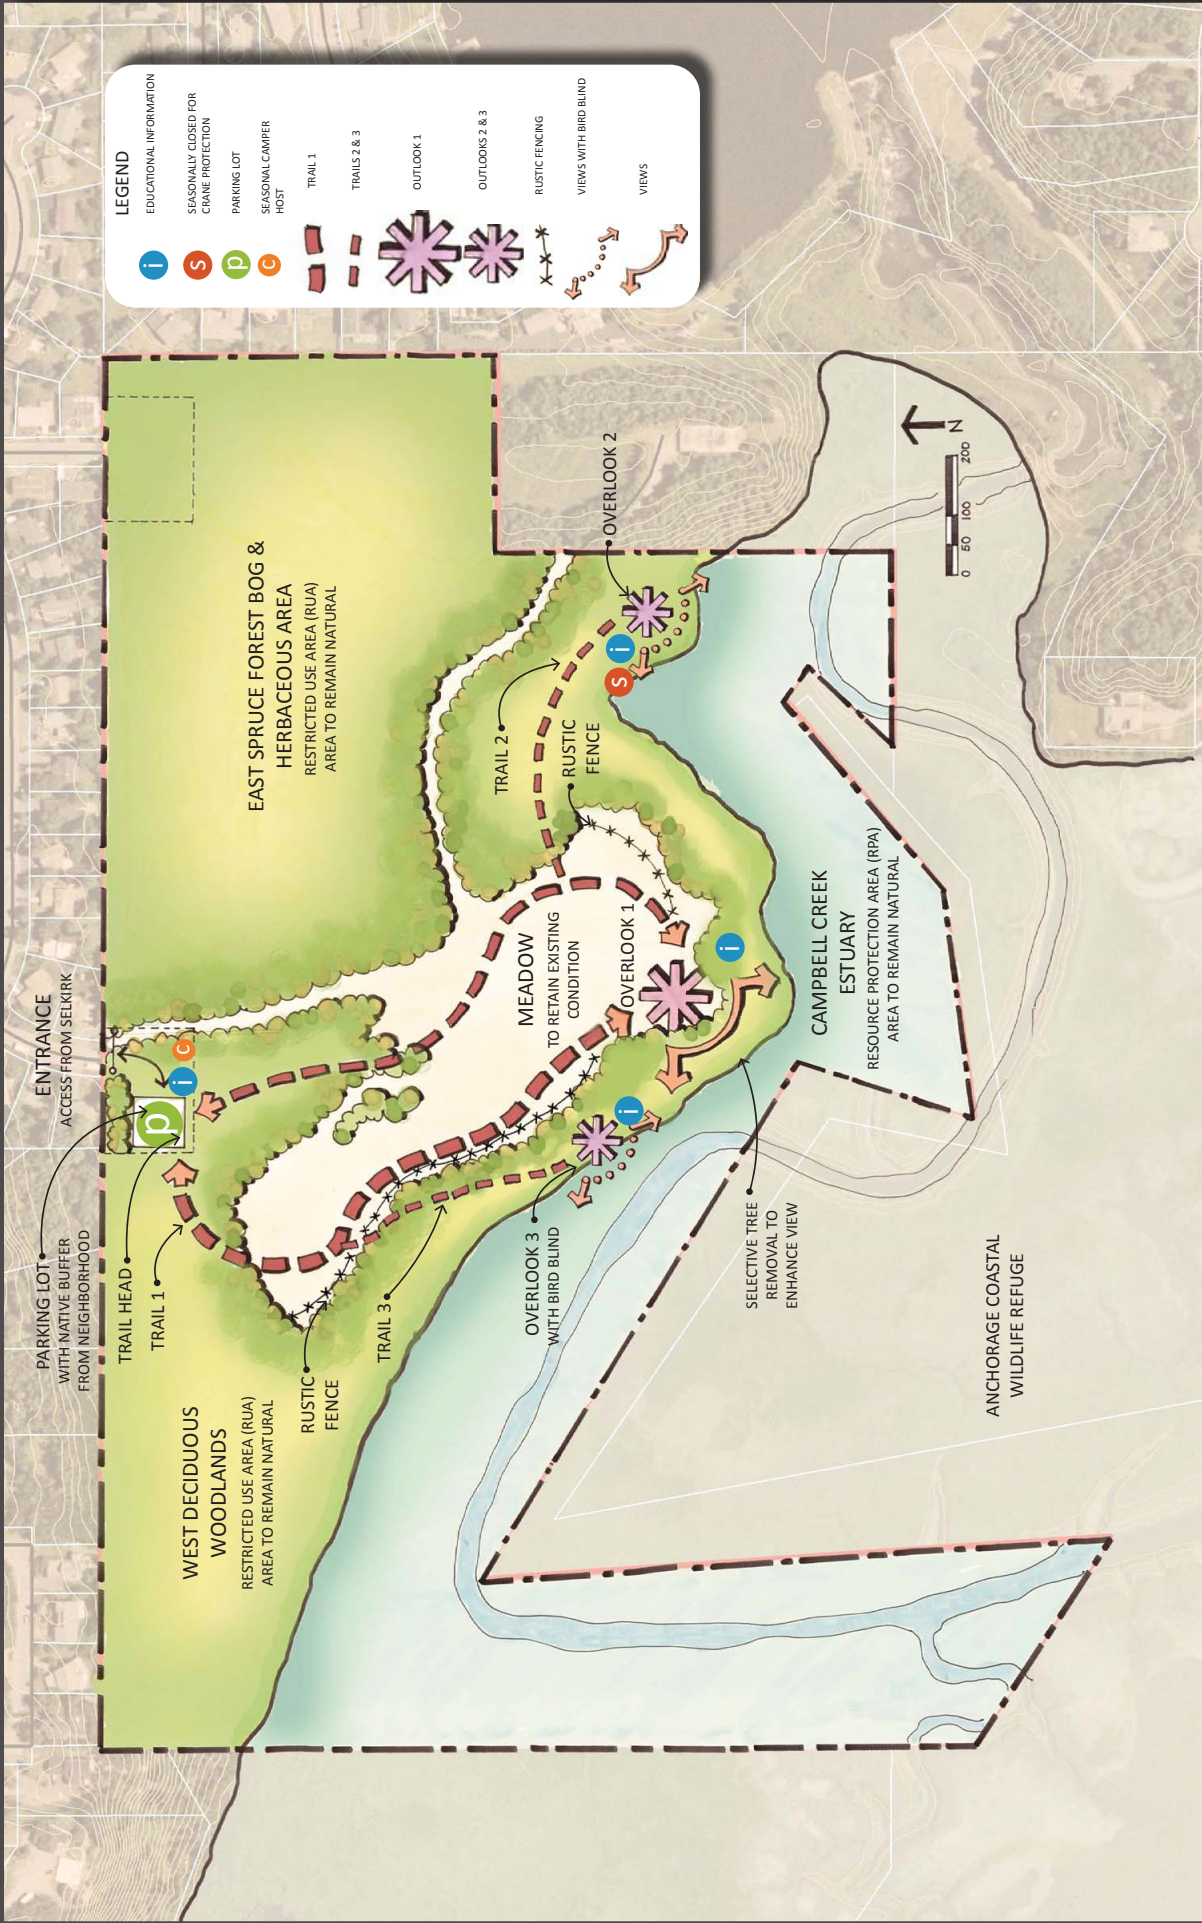 LEGEND
EDUCATIONAL INFORMATION
SEASONALLY CLOSED FOR
CRANE PROTECTION
PARKING LOT
SEASONAL CAMPER
HOST
TRAIL 1
TRAILS 2 & 3
OUTLOOK 1
OUTLOOKS 2 & 3
RUSTIC FENCING
VIEWS WITH BIRD BLIND
VIEWS
i
S
p
c
PARKING LOT
WITH NATIVE BUFFER
FROM NEIGHBORHOOD
ENTRANCE
ACCESS FROM SELKIRK
TRAIL HEAD
TRAIL 1
p
i
c
WEST DECIDUOUS
WOODLANDS
RESTRICTED USE AREA (RUA)
AREA TO REMAIN NATURAL
EAST SPRUCE FOREST BOG &
HERBACEOUS AREA
RESTRICTED USE AREA (RUA)
AREA TO REMAIN NATURAL
RUSTIC
FENCE
TRAIL 3
MEADOW
TO RETAIN EXISTING
CONDITION
TRAIL 2
RUSTIC
FENCE
OVERLOOK 2
S
i
OVERLOOK 1
i
OVERLOOK 3
WITH BIRD BLIND
i
SELECTIVE TREE
REMOVAL TO
ENHANCE VIEW
CAMPBELL CREEK
ESTUARY
RESOURCE PROTECTION AREA (RPA)
AREA TO REMAIN NATURAL
ANCHORAGE COASTAL
WILDLIFE REFUGE
N
0 50 100 200